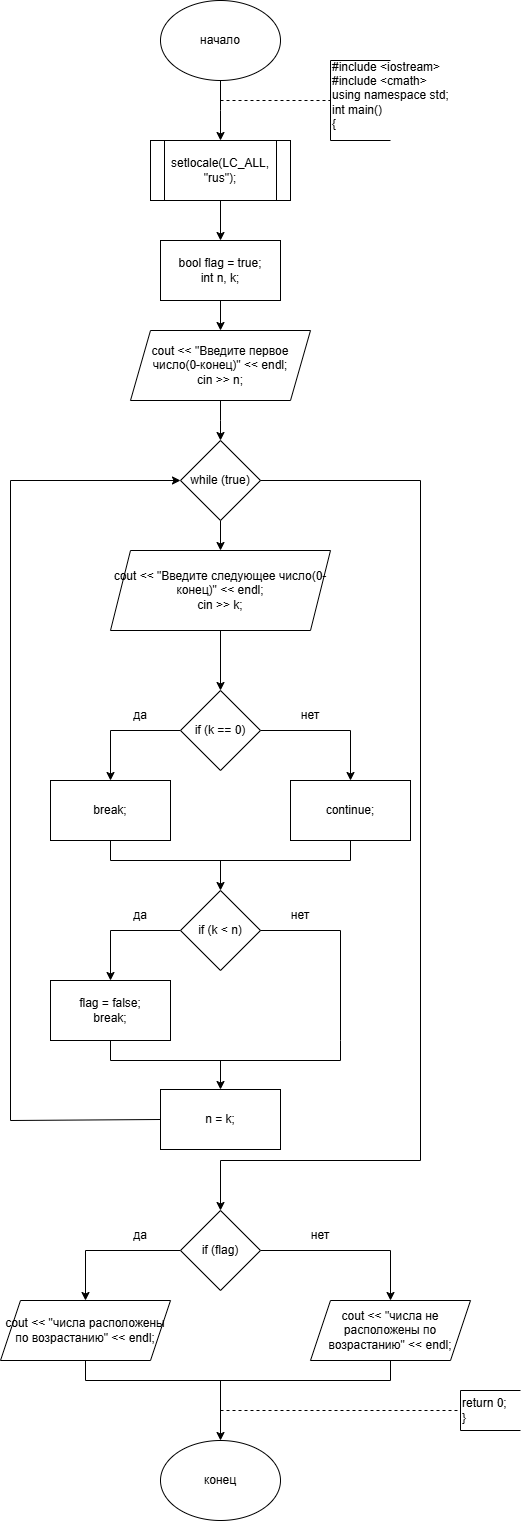 начало
#include <iostream>
#include <cmath>
using namespace std;
int main()
{
setlocale(LC_ALL,
"rus");
bool flag = true;
int n, k;
cout << "Введите первое
число(0-конец)" << endl;
cin >> n;
while (true)
cout << "Введите следующее число(0-
конец)" << endl;
cin >> k;
да
нет
if (k == 0)
break;
continue;
да
нет
if (k < n)
flag = false;
break;
n = k;
да
нет
if (flag)
cout << "числа расположены
по возрастанию" << endl;
cout << "числа не
расположены по
возрастанию" << endl;
return 0;
}
конец